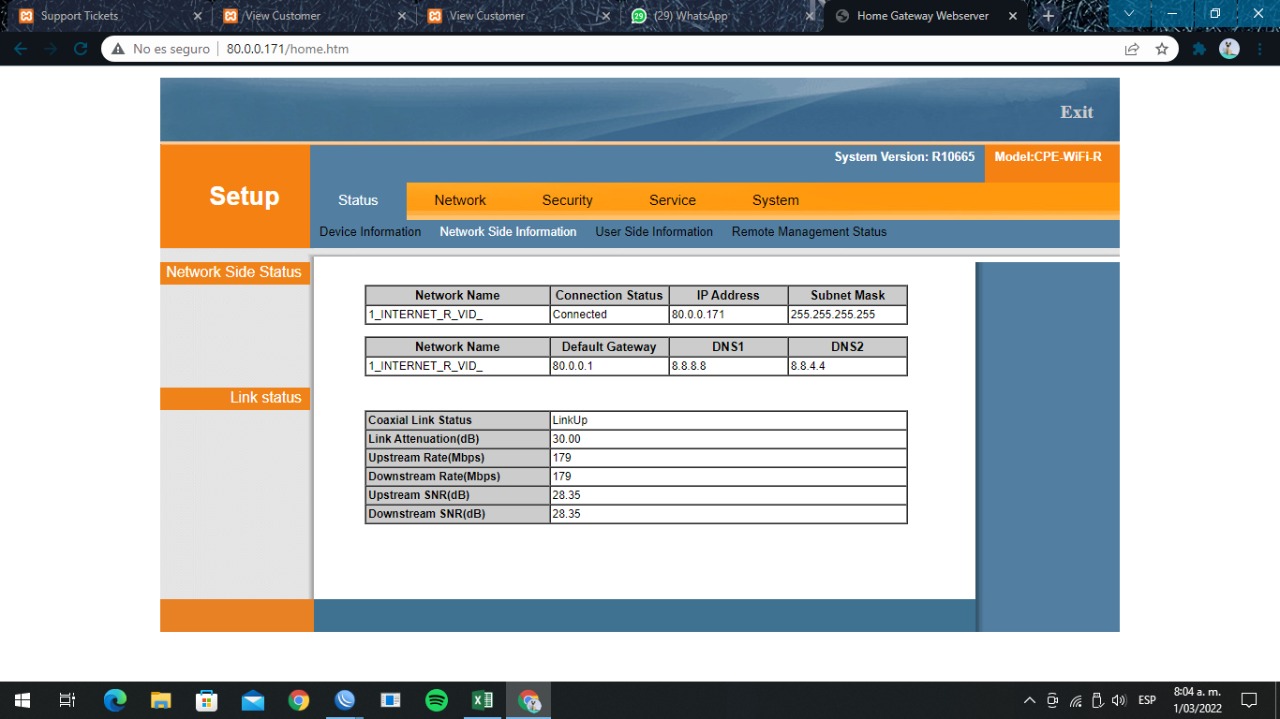 Support Tickets
View Customer
View Customer
29
(29) WhatsApp
Home Gateway Webserver
No es seguro
80.0.0.171/home.htm
Exit
System Version: R10665
Model:CPE-WiFi-R
Setup
Status
Network
Security
Service
System
Device Information
Network Side Information
User Side Information
Remote Management Status
Network Side Status
Network Name Connection Status IP Address Subnet Mask
1_INTERNET_R_VID_ Connected 80.0.0.171 255.255.255.255
Network Name Default Gateway DNS1 DNS2
1_INTERNET_R_VID_ 80.0.0.1 8.8.8.8 8.8.4.4
Link status
Coaxial Link Status LinkUp
Link Attenuation(dB) 30.00
Upstream Rate(Mbps) 179
Downstream Rate(Mbps) 179
Upstream SNR(dB) 28.35
Downstream SNR(dB) 28.35
ESP
8:04 a. m.
1/03/2022